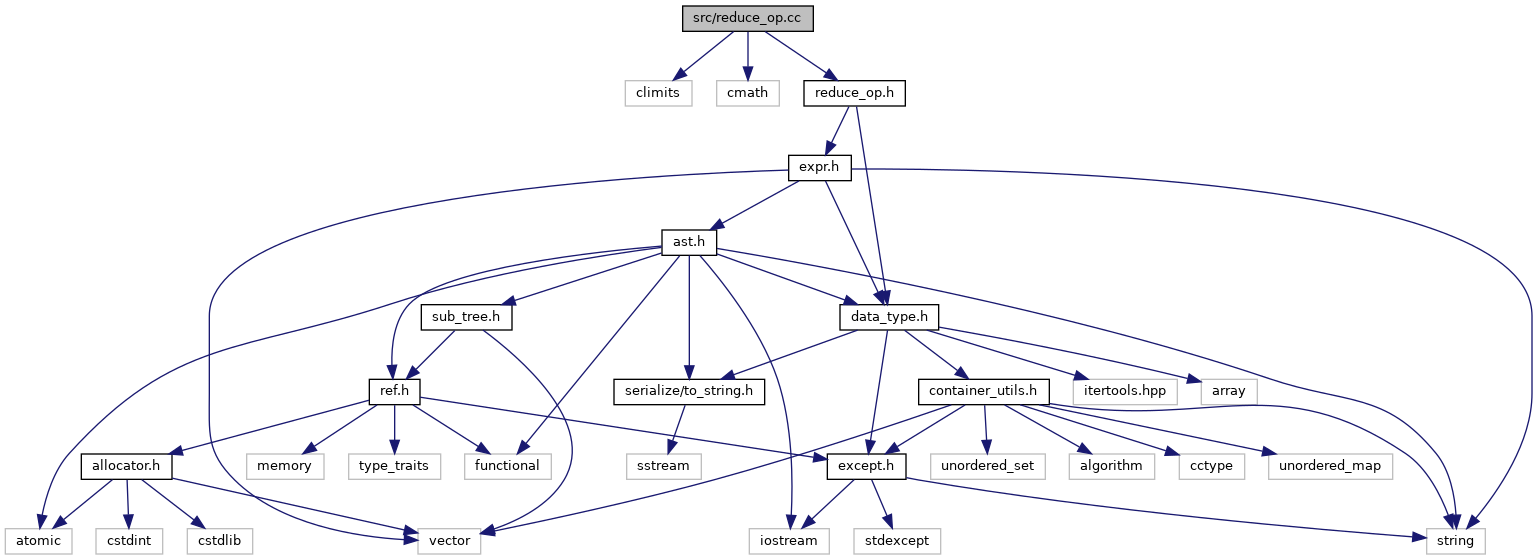 src/reduce_op.cc
climits
cmath
reduce_op.h
expr.h
ast.h
sub_tree.h
data_type.h
ref.h
serialize/to_string.h
container_utils.h
itertools.hpp
array
allocator.h
memory
type_traits
functional
sstream
except.h
unordered_set
algorithm
cctype
unordered_map
atomic
cstdint
cstdlib
vector
iostream
stdexcept
string